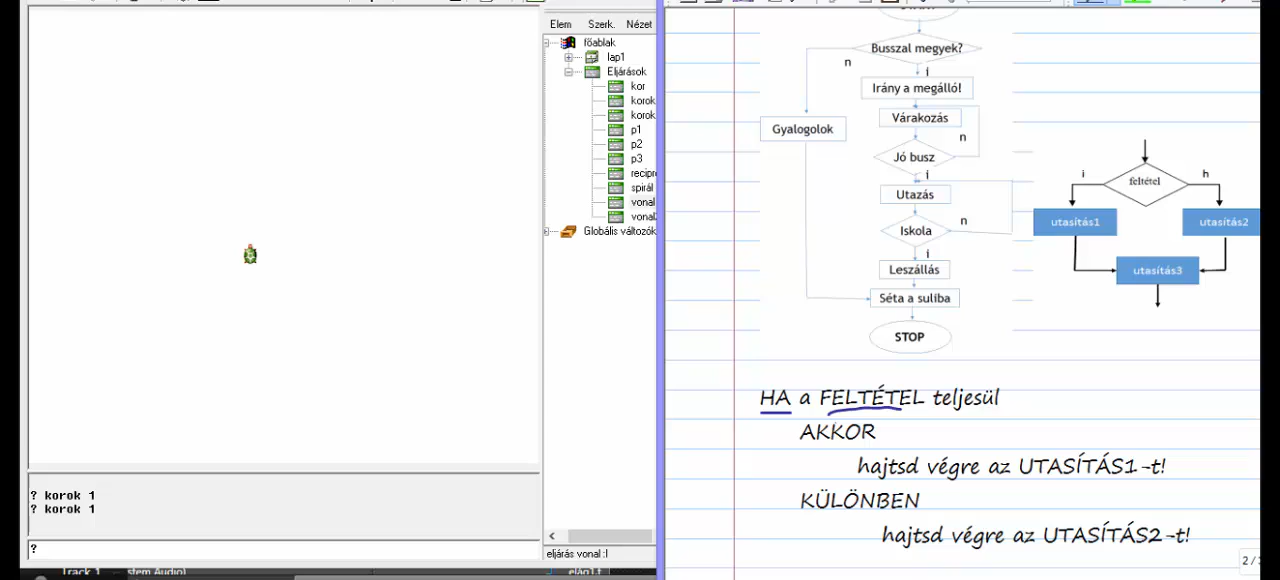 Elem Szerk. Nézet
főablak
lap1
Eljárások
kor
korok
korok
p1
p2
p3
recipro
spirál
vonal
vonal
Globális változók
? korok 1
? korok 1
?
eljárás vonal :l
Busszal megyek?
n
i
Irány a megálló!
Várakozás
Gyalogolok
n
Jó busz
i
Utazás
n
Iskola
i
Leszállás
Séta a suliba
STOP
i feltétel h
utasítás1 utasítás2
utasítás3
HA a FELTÉTEL teljesül
AKKOR
hajtsd végre az UTASÍTÁS1-t!
KÜLÖNBEN
hajtsd végre az UTASÍTÁS2-t!